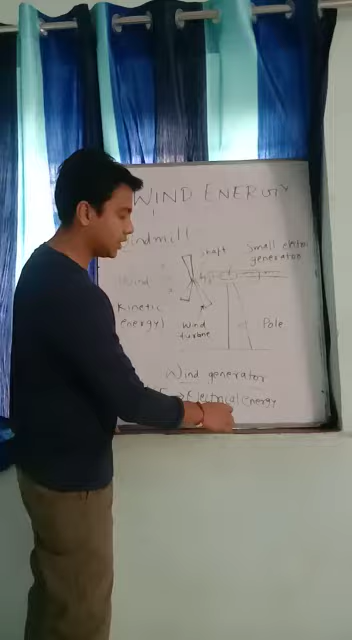 WIND ENERGY
Windmill
shaft
Small electric
generator
Wind
Kinetic
energy)
Wind
turbine
Pole
Wind generator
Electrical energy